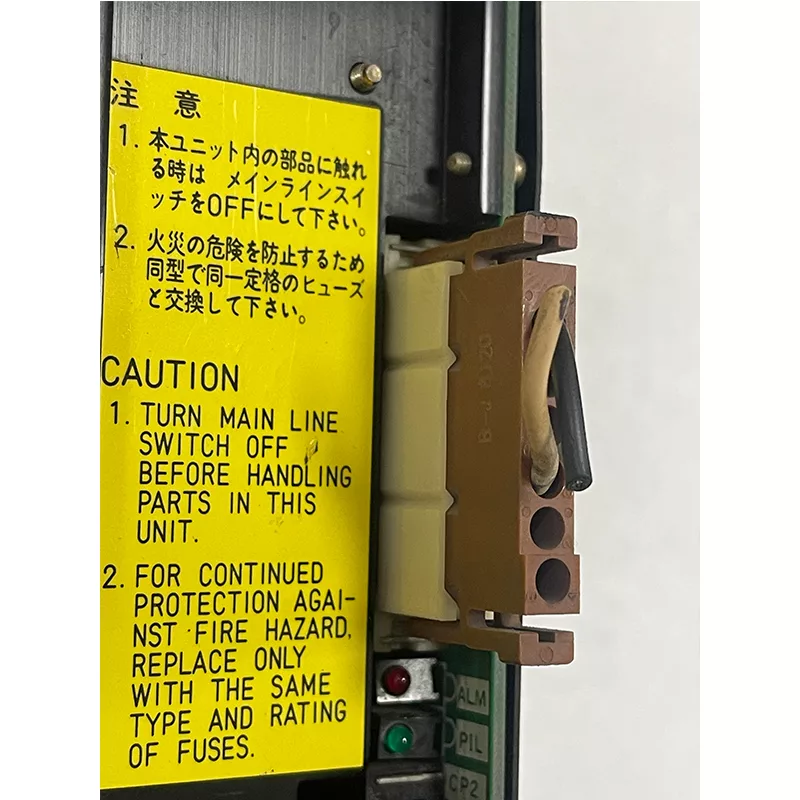 注 意
1. 本ユニット内の部品に触れ
る時は メインラインスイ
ッチをOFFにして下さい。
2. 火災の危険を防止するため
同型で同一定格のヒューズ
と交換して下さい。
CAUTION
1. TURN MAIN LINE
SWITCH OFF
BEFORE HANDLING
PARTS IN THIS
UNIT.
2. FOR CONTINUED
PROTECTION AGAI-
NST FIRE HAZARD,
REPLACE ONLY
WITH THE SAME
TYPE AND RATING
OF FUSES.
ALM
PIL
CP2